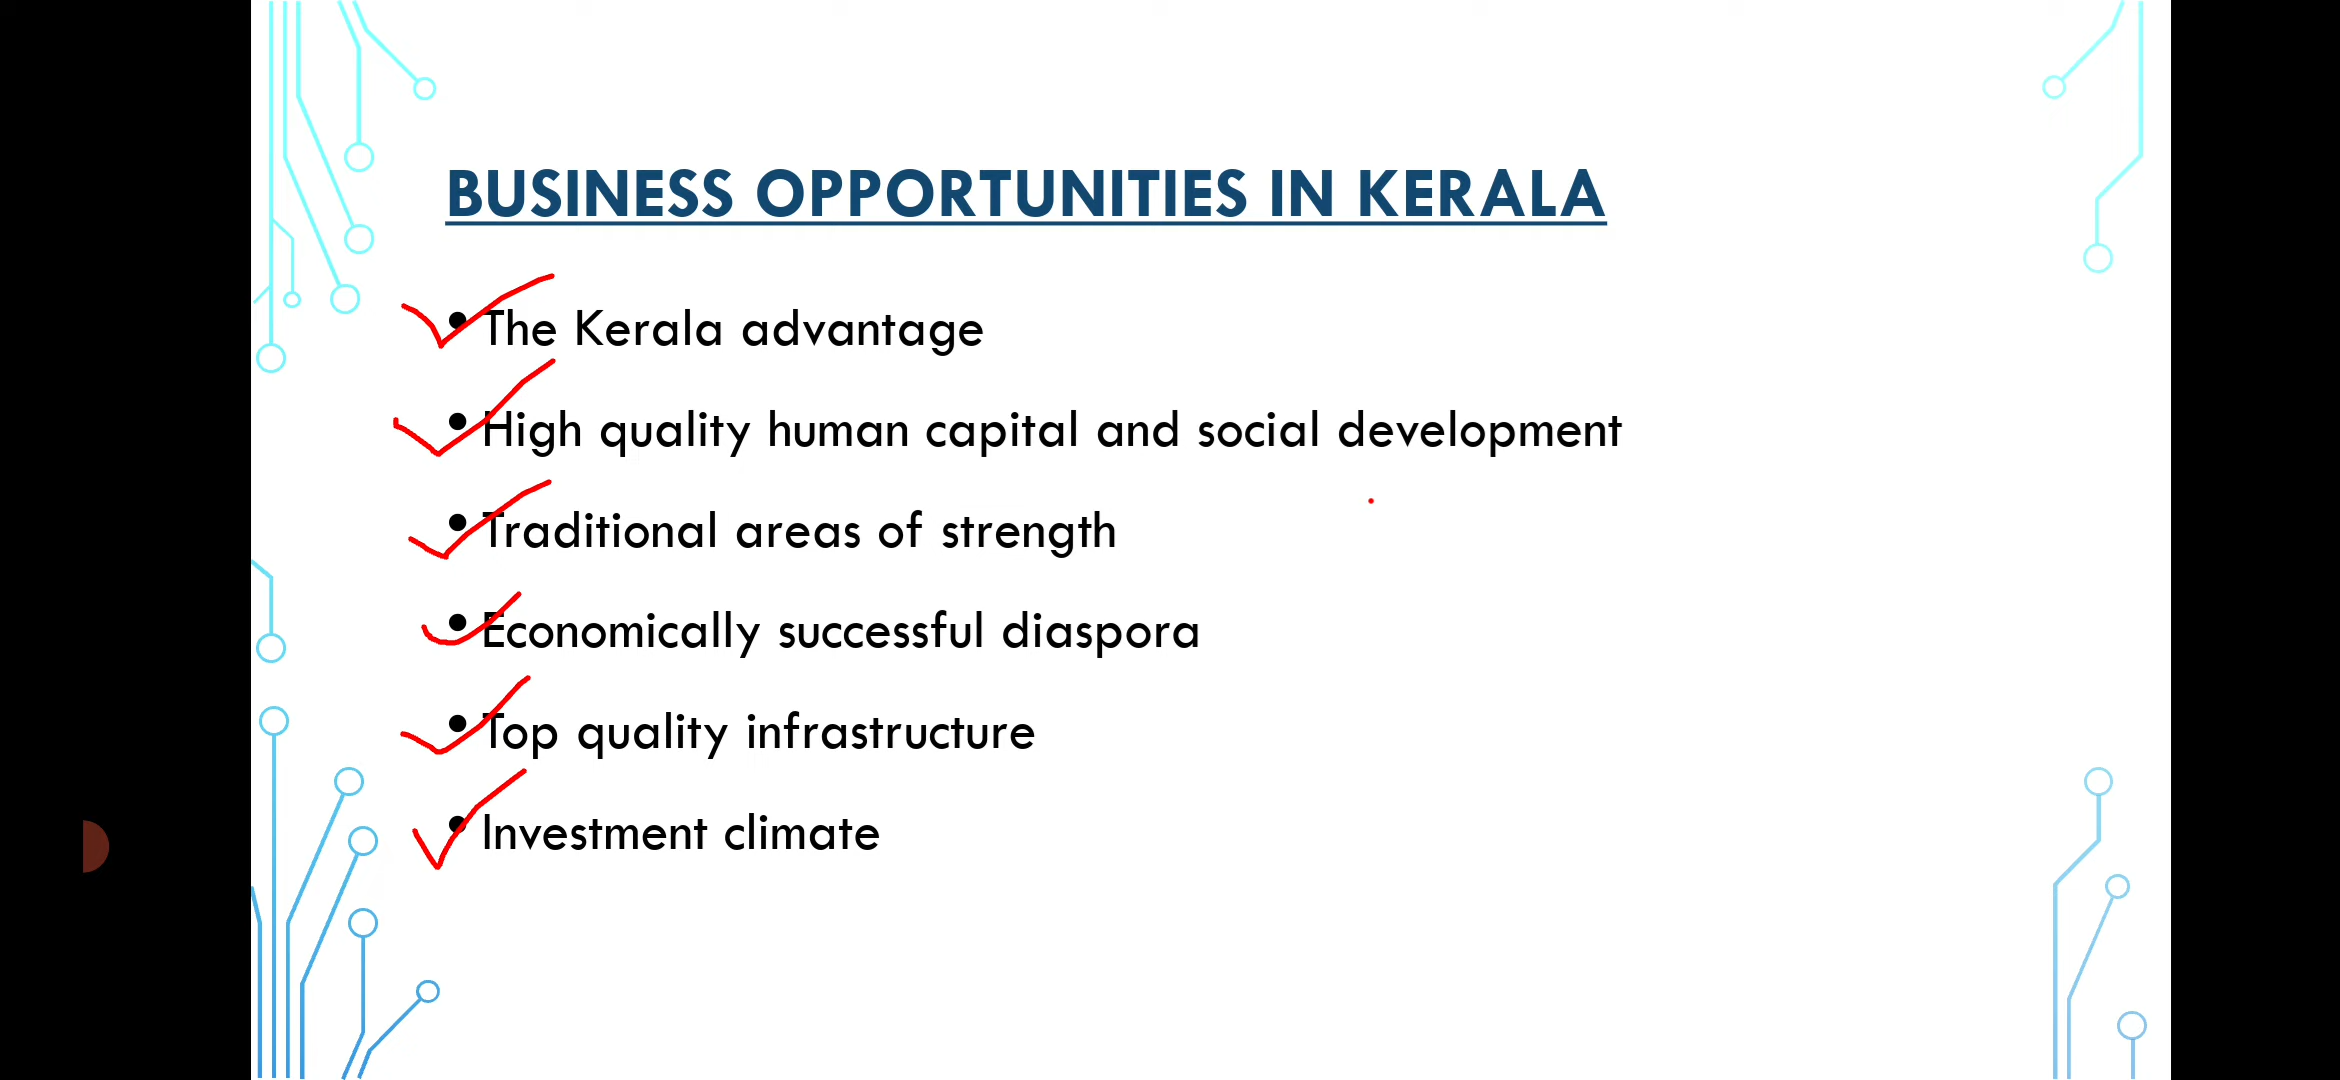 BUSINESS OPPORTUNITIES IN KERALA
• The Kerala advantage
• High quality human capital and social development
• Traditional areas of strength
• Economically successful diaspora
• Top quality infrastructure
• Investment climate